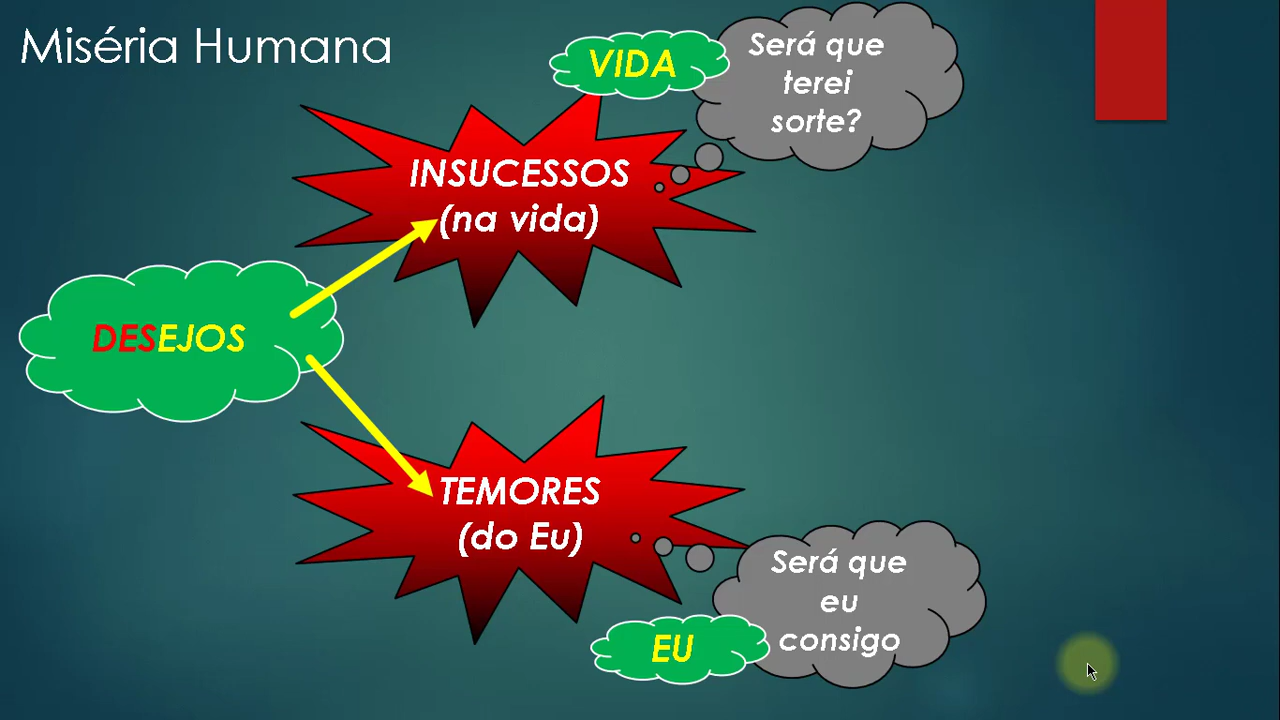 Miséria Humana
VIDA
Será que
terei
sorte?
INSUCESSOS
(na vida)
DESEJOS
TEMORES
(do Eu)
Será que
eu
consigo
EU